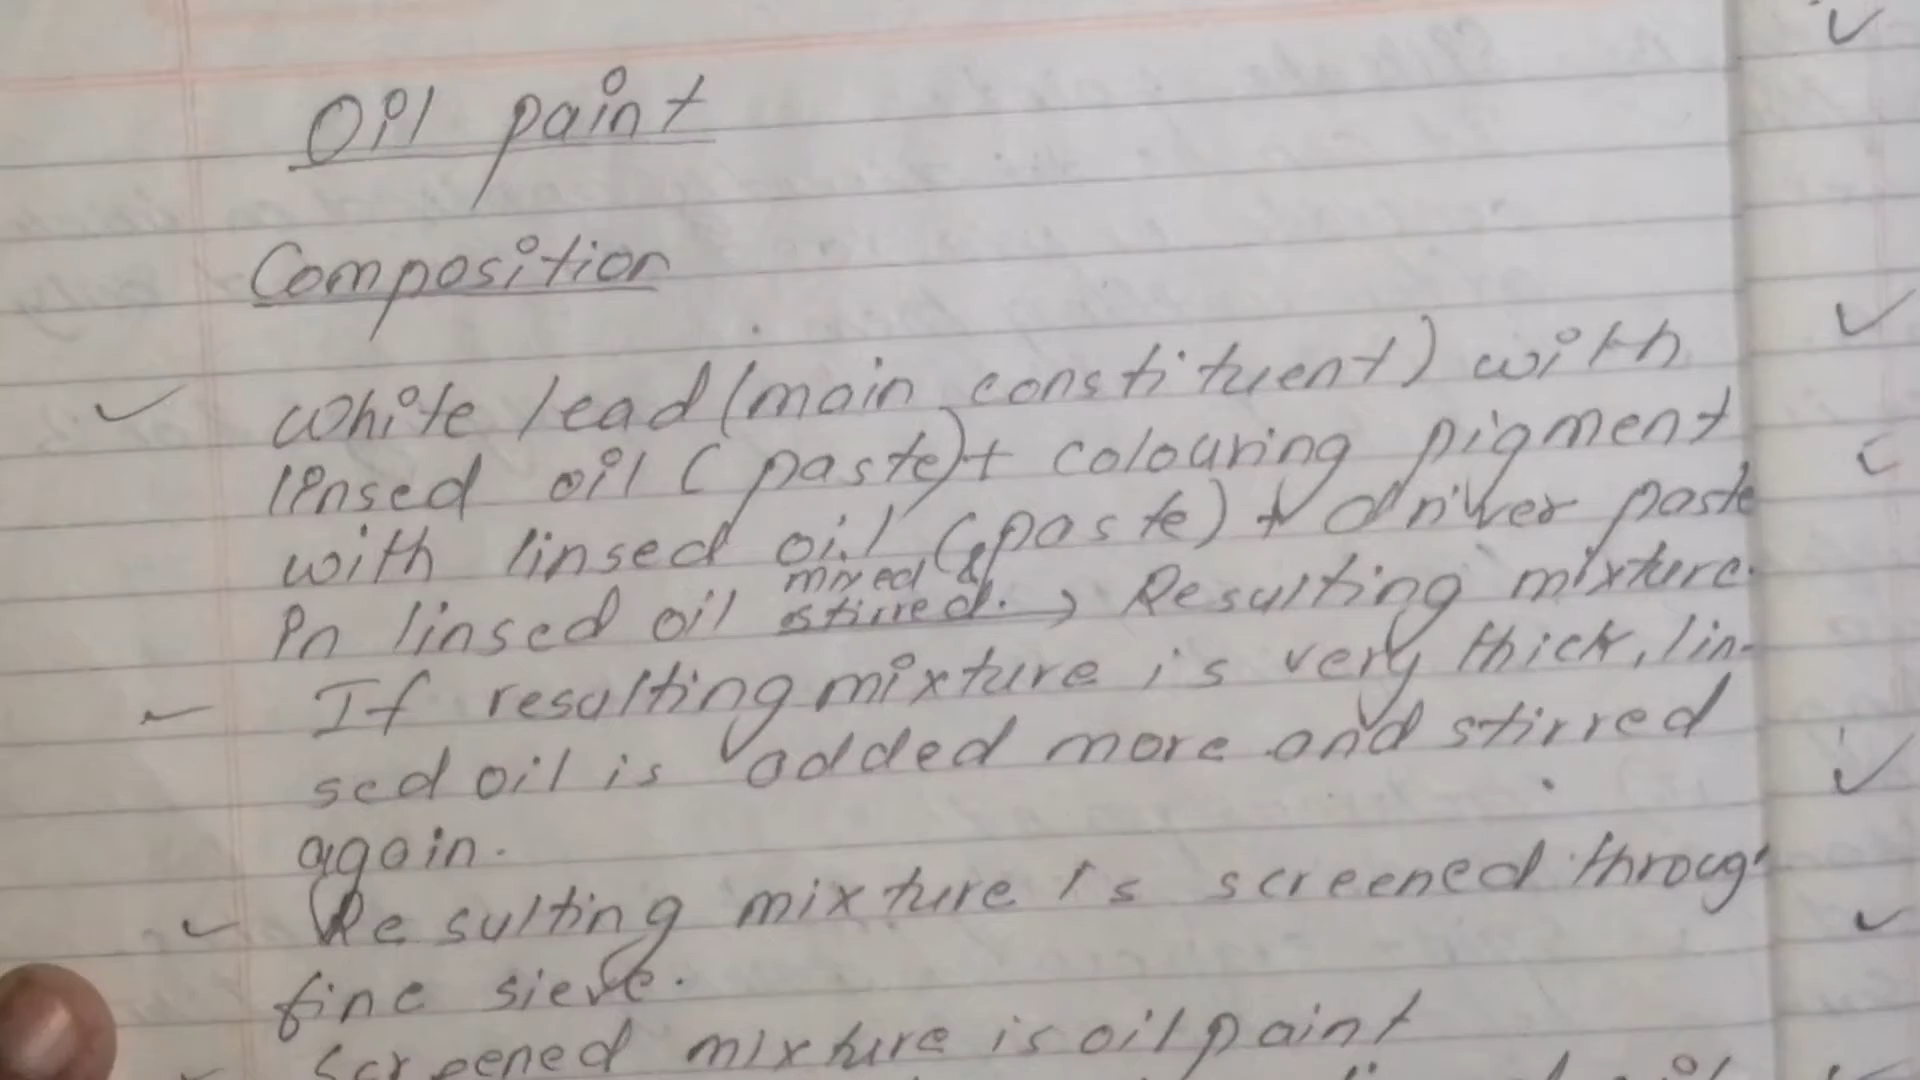 Oil paint
Composition
White lead (main constituent) with
linsed oil (paste) + colouring pigment
with linsed oil (paste) + driver paste
in linsed oil mixed & stirred. → Resulting mixture.
If resulting mixture is very thick, lin-
sed oil is added more and stirred
again.
Resulting mixture is screened throug
fine sieve.
Screened mixture is oil paint